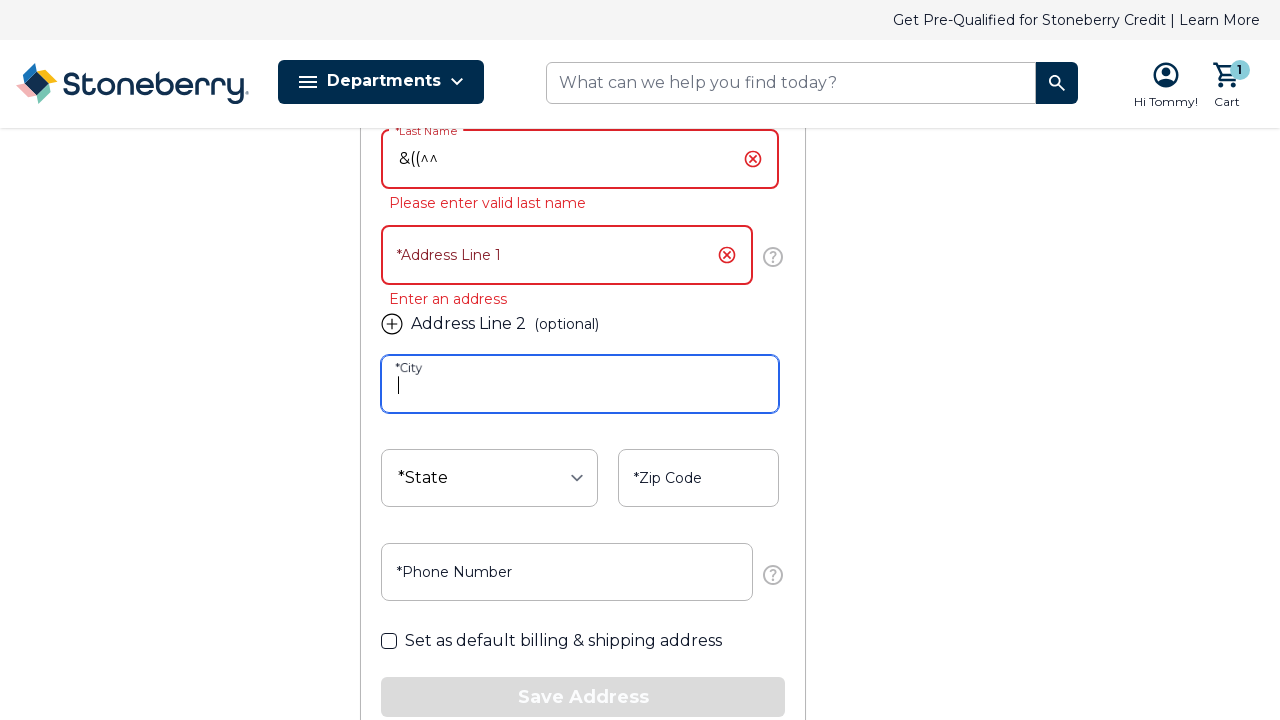 Get Pre-Qualified for Stoneberry Credit | Learn More
Stoneberry
Departments
What can we help you find today?
Hi Tommy!
1
Cart
*Last Name
&((^^
Please enter valid last name
*Address Line 1
Enter an address
Address Line 2 (optional)
*City
*State
*Zip Code
*Phone Number
Set as default billing & shipping address
Save Address